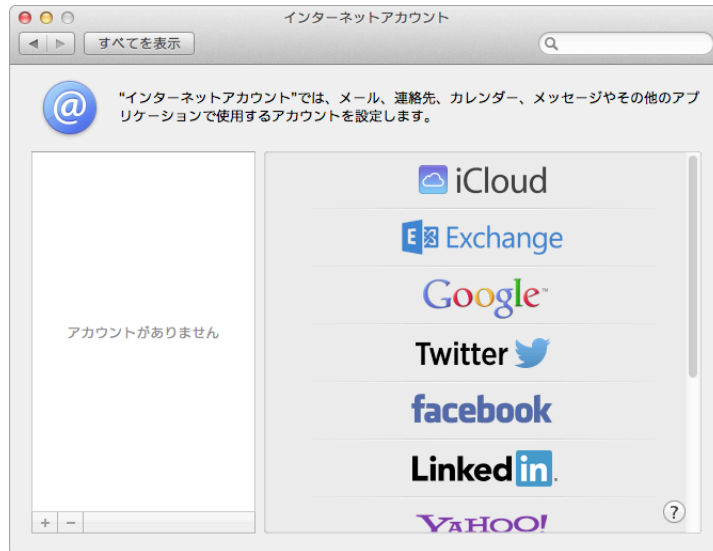 インターネットアカウント
すべてを表示
"インターネットアカウント"では、メール、連絡先、カレンダー、メッセージやその他のアプ
リケーションで使用するアカウントを設定します。
アカウントがありません
iCloud
E Exchange
Google™
Twitter
facebook
Linked in.
YAHOO!
+ − ?